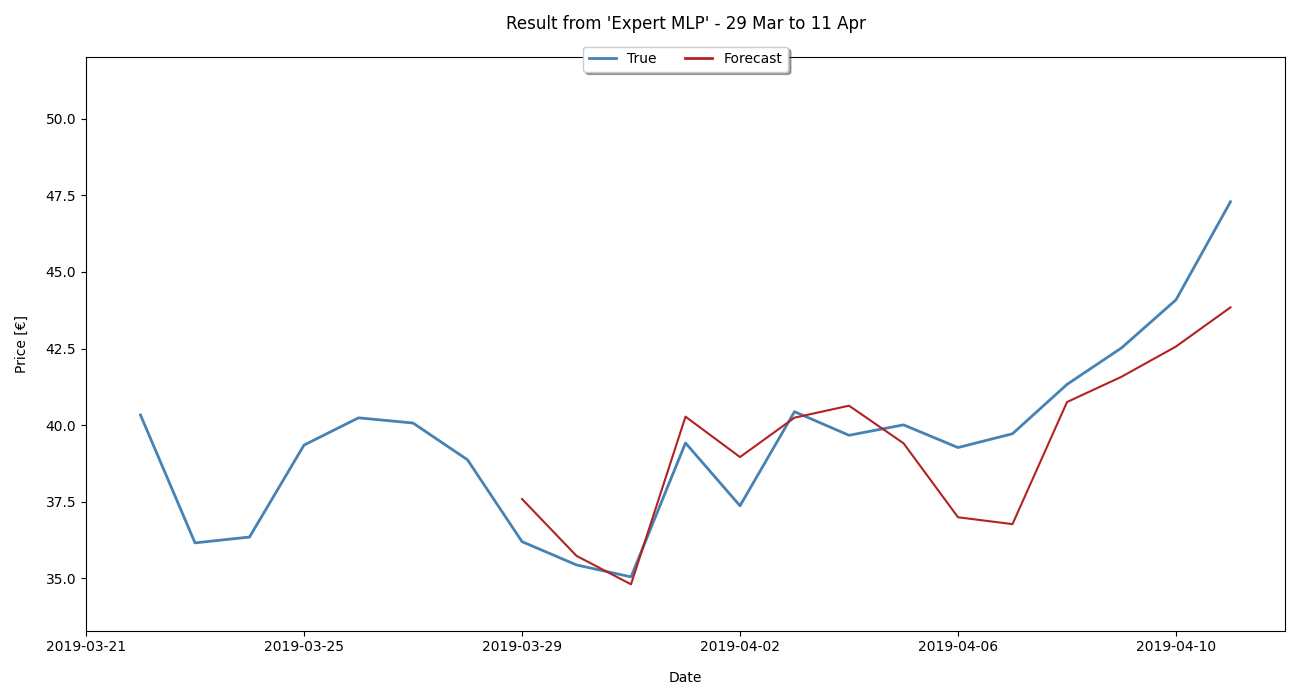 Result from 'Expert MLP' - 29 Mar to 11 Apr
True Forecast
50.0
47.5
45.0
42.5
40.0
37.5
35.0
Price [€]
2019-03-21 2019-03-25 2019-03-29 2019-04-02 2019-04-06 2019-04-10
Date